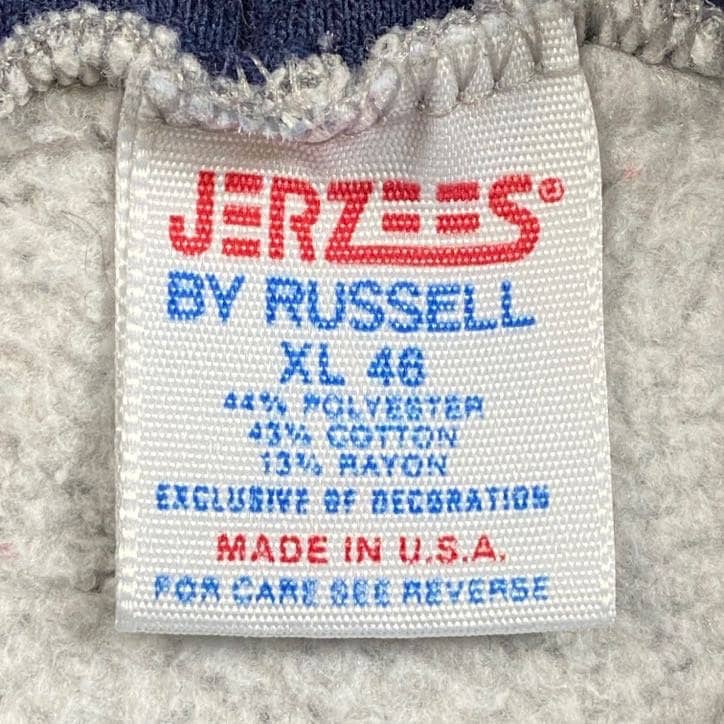 JERZEES®
BY RUSSELL
XL 46
44% POLYESTER
43% COTTON
13% RAYON
EXCLUSIVE OF DECORATION
MADE IN U.S.A.
FOR CARE SEE REVERSE